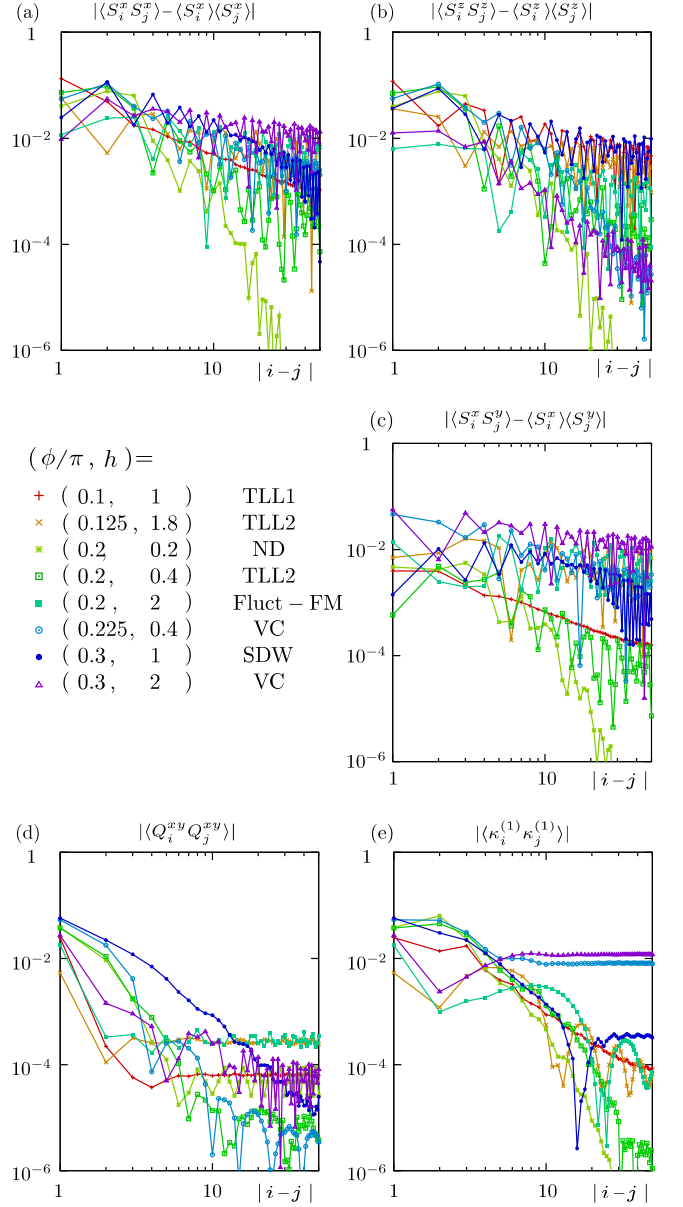 (a) |⟨S_i^x S_j^x⟩−⟨S_i^x⟩⟨S_j^x⟩|
1
10^−2
10^−4
10^−6
1 10 |i−j|
(b) |⟨S_i^z S_j^z⟩−⟨S_i^z⟩⟨S_j^z⟩|
1
10^−2
10^−4
10^−6
1 10 |i−j|
(c) |⟨S_i^x S_j^y⟩−⟨S_i^x⟩⟨S_j^y⟩|
1
10^−2
10^−4
10^−6
1 10 |i−j|
(ϕ/π, h)=
(0.1, 1) TLL1
(0.125, 1.8) TLL2
(0.2, 0.2) ND
(0.2, 0.4) TLL2
(0.2, 2) Fluct−FM
(0.225, 0.4) VC
(0.3, 1) SDW
(0.3, 2) VC
(d) |⟨Q_i^{xy} Q_j^{xy}⟩|
1
10^−2
10^−4
10^−6
1 10 |i−j|
(e) |⟨κ_i^{(1)} κ_j^{(1)}⟩|
1
10^−2
10^−4
10^−6
1 10 |i−j|